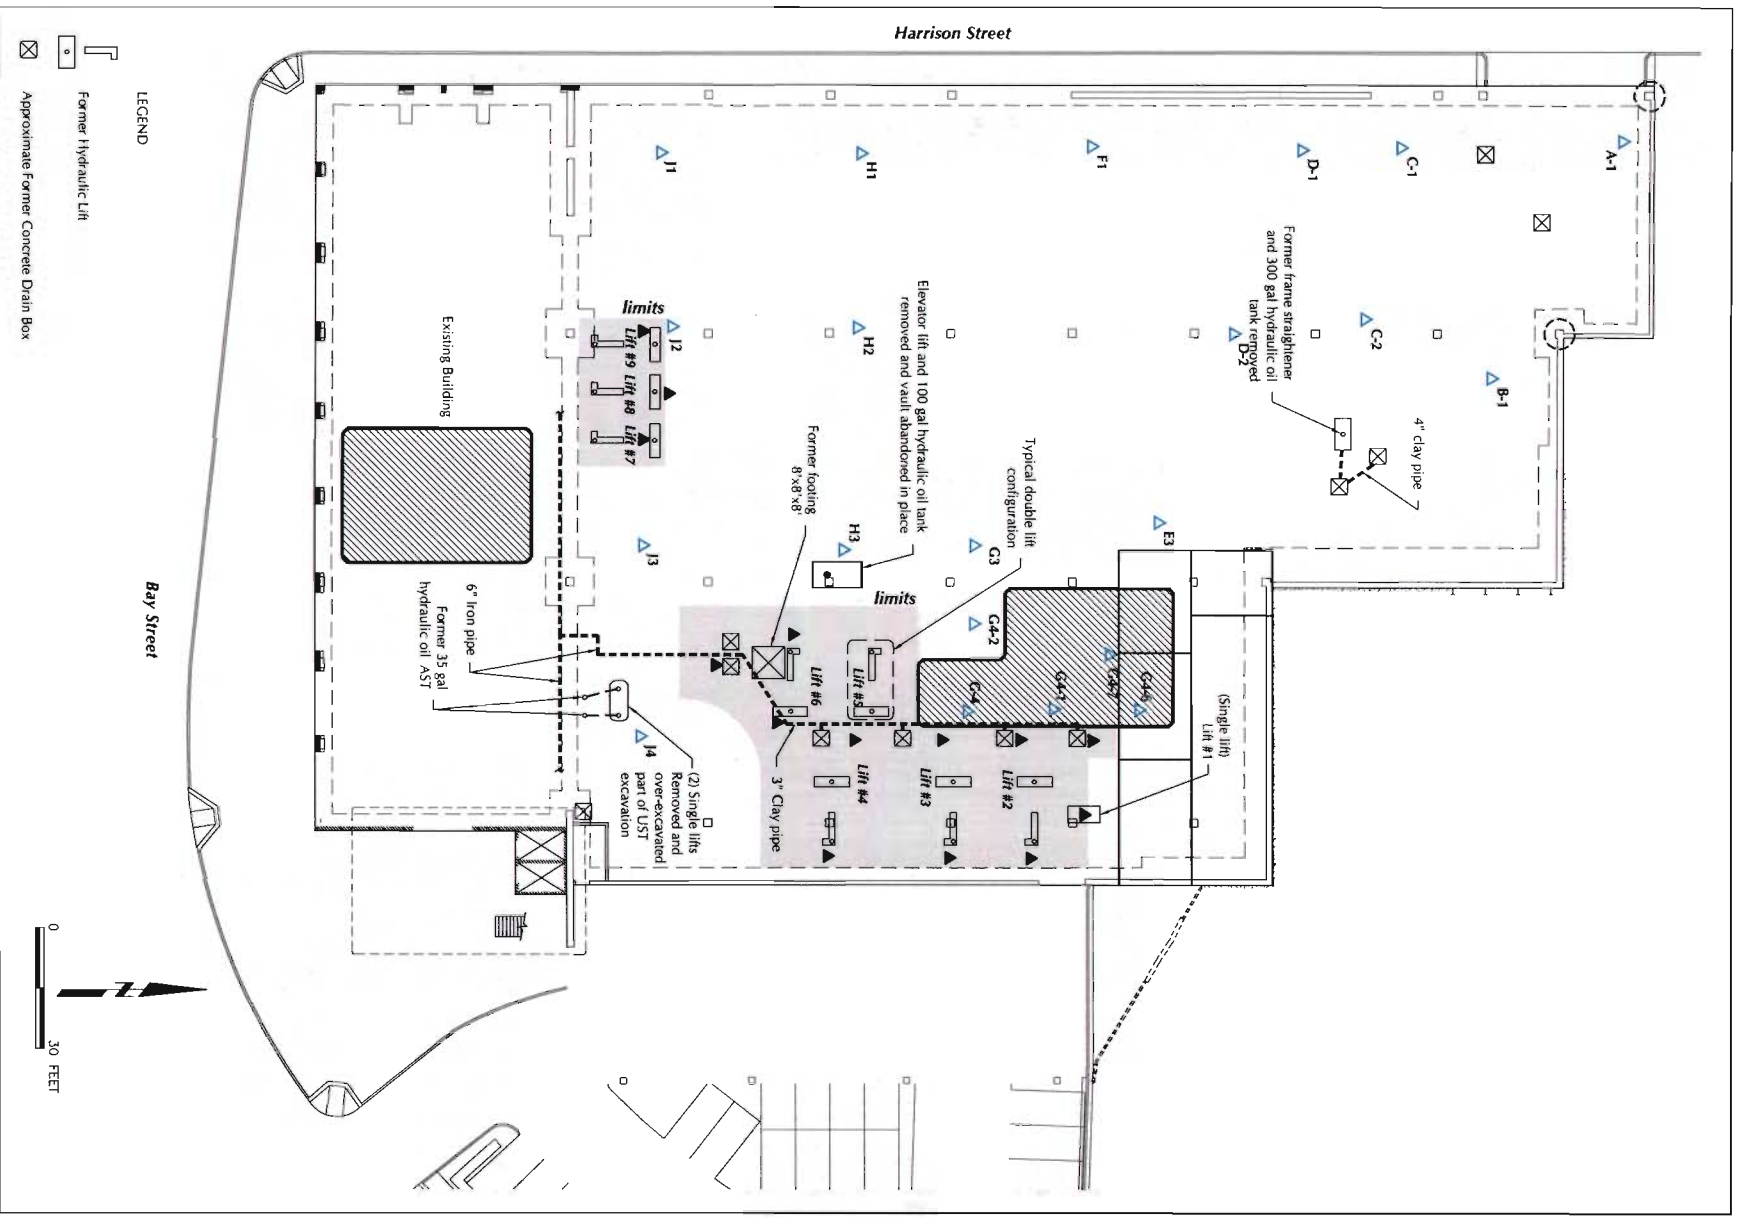 Harrison Street
A-1
C-1
D-1
F1
H1
J1
Former frame straightener
and 300 gal hydraulic oil
tank removed
C-2
D-2
B-1
4" clay pipe
H2
J2
limits
Lift #9
Lift #8
Lift #7
Elevator lift and 100 gal hydraulic oil tank
removed and vault abandoned in place
Typical double lift
configuration
Former footing
8'x8'x8'
E3
G3
H3
J3
limits
G4-2
G4-1
G4-7
G4-6
G-4
(Single lift)
Lift #1
Lift #2
Lift #3
Lift #4
Lift #5
Lift #6
3" Clay pipe
J4
(2) Single lifts
Removed and
over-excavated
part of UST
excavation
Existing Building
6" Iron pipe
Former 35 gal
hydraulic oil AST
Bay Street
LEGEND
Former Hydraulic Lift
Approximate Former Concrete Drain Box
N
0
30 FEET